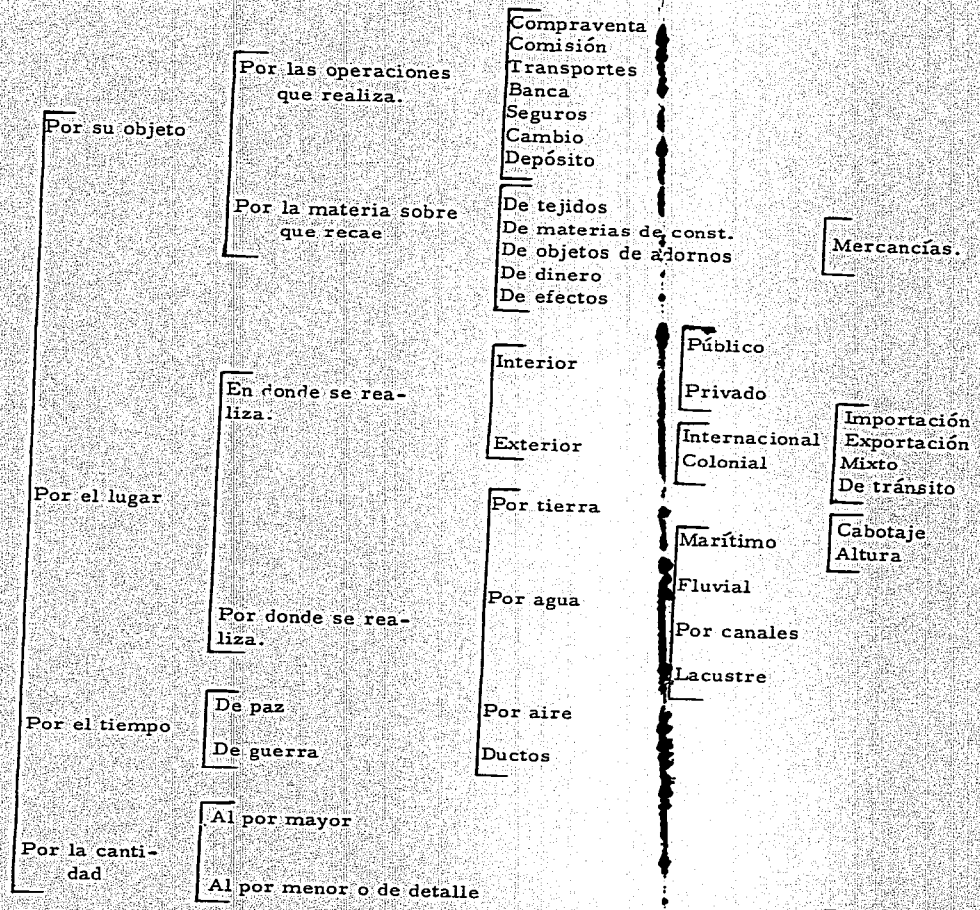 Por su objeto
Por las operaciones
que realiza.
Compraventa
Comisión
Transportes
Banca
Seguros
Cambio
Depósito
Por la materia sobre
que recae
De tejidos
De materias de const.
De objetos de adornos
De dinero
De efectos
Mercancías.
Por el lugar
En donde se rea-
liza.
Interior
Público
Privado
Exterior
Internacional
Colonial
Importación
Exportación
Mixto
De tránsito
Por donde se rea-
liza.
Por tierra
Por agua
Marítimo
Cabotaje
Altura
Fluvial
Por canales
Lacustre
Por aire
Ductos
Por el tiempo
De paz
De guerra
Por la canti-
dad
Al por mayor
Al por menor o de detalle